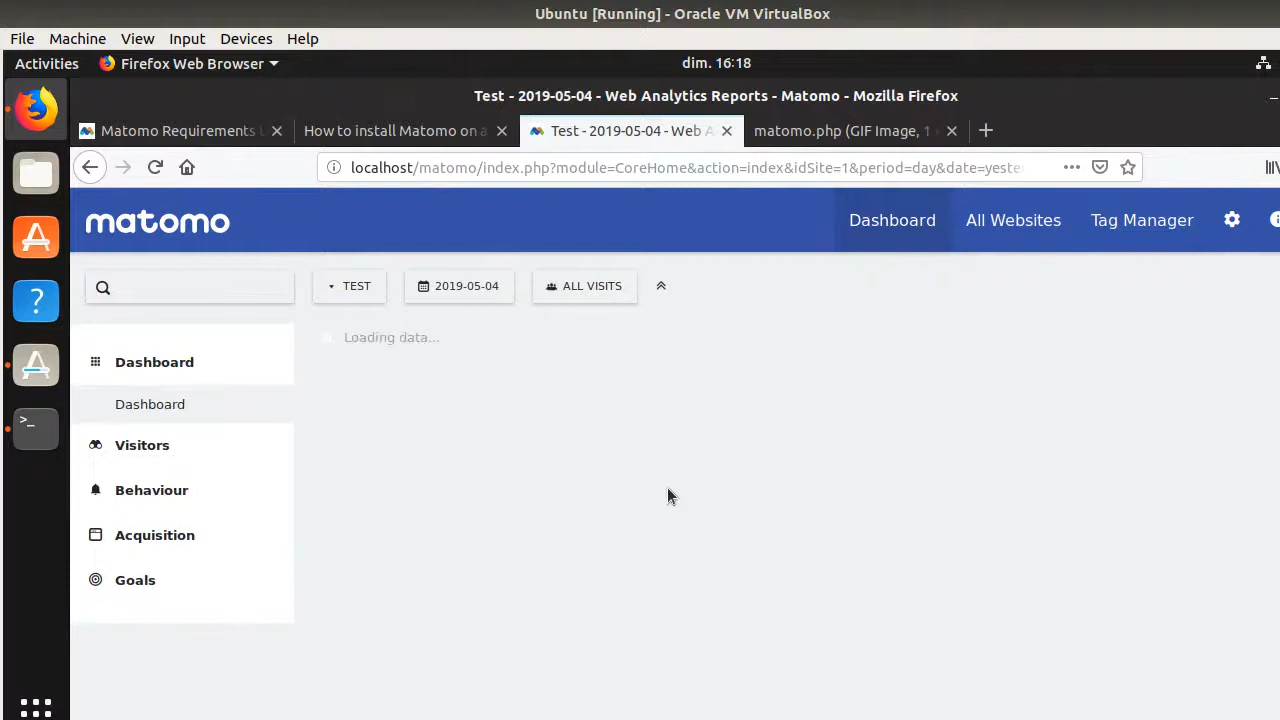 Ubuntu [Running] - Oracle VM VirtualBox
File Machine View Input Devices Help
Activities Firefox Web Browser dim. 16:18
Test - 2019-05-04 - Web Analytics Reports - Matomo - Mozilla Firefox
Matomo Requirements How to install Matomo on a Test - 2019-05-04 - Web A matomo.php (GIF Image, 1
localhost/matomo/index.php?module=CoreHome&action=index&idSite=1&period=day&date=yeste
matomo Dashboard All Websites Tag Manager
TEST 2019-05-04 ALL VISITS
Loading data...
Dashboard
Dashboard
Visitors
Behaviour
Acquisition
Goals